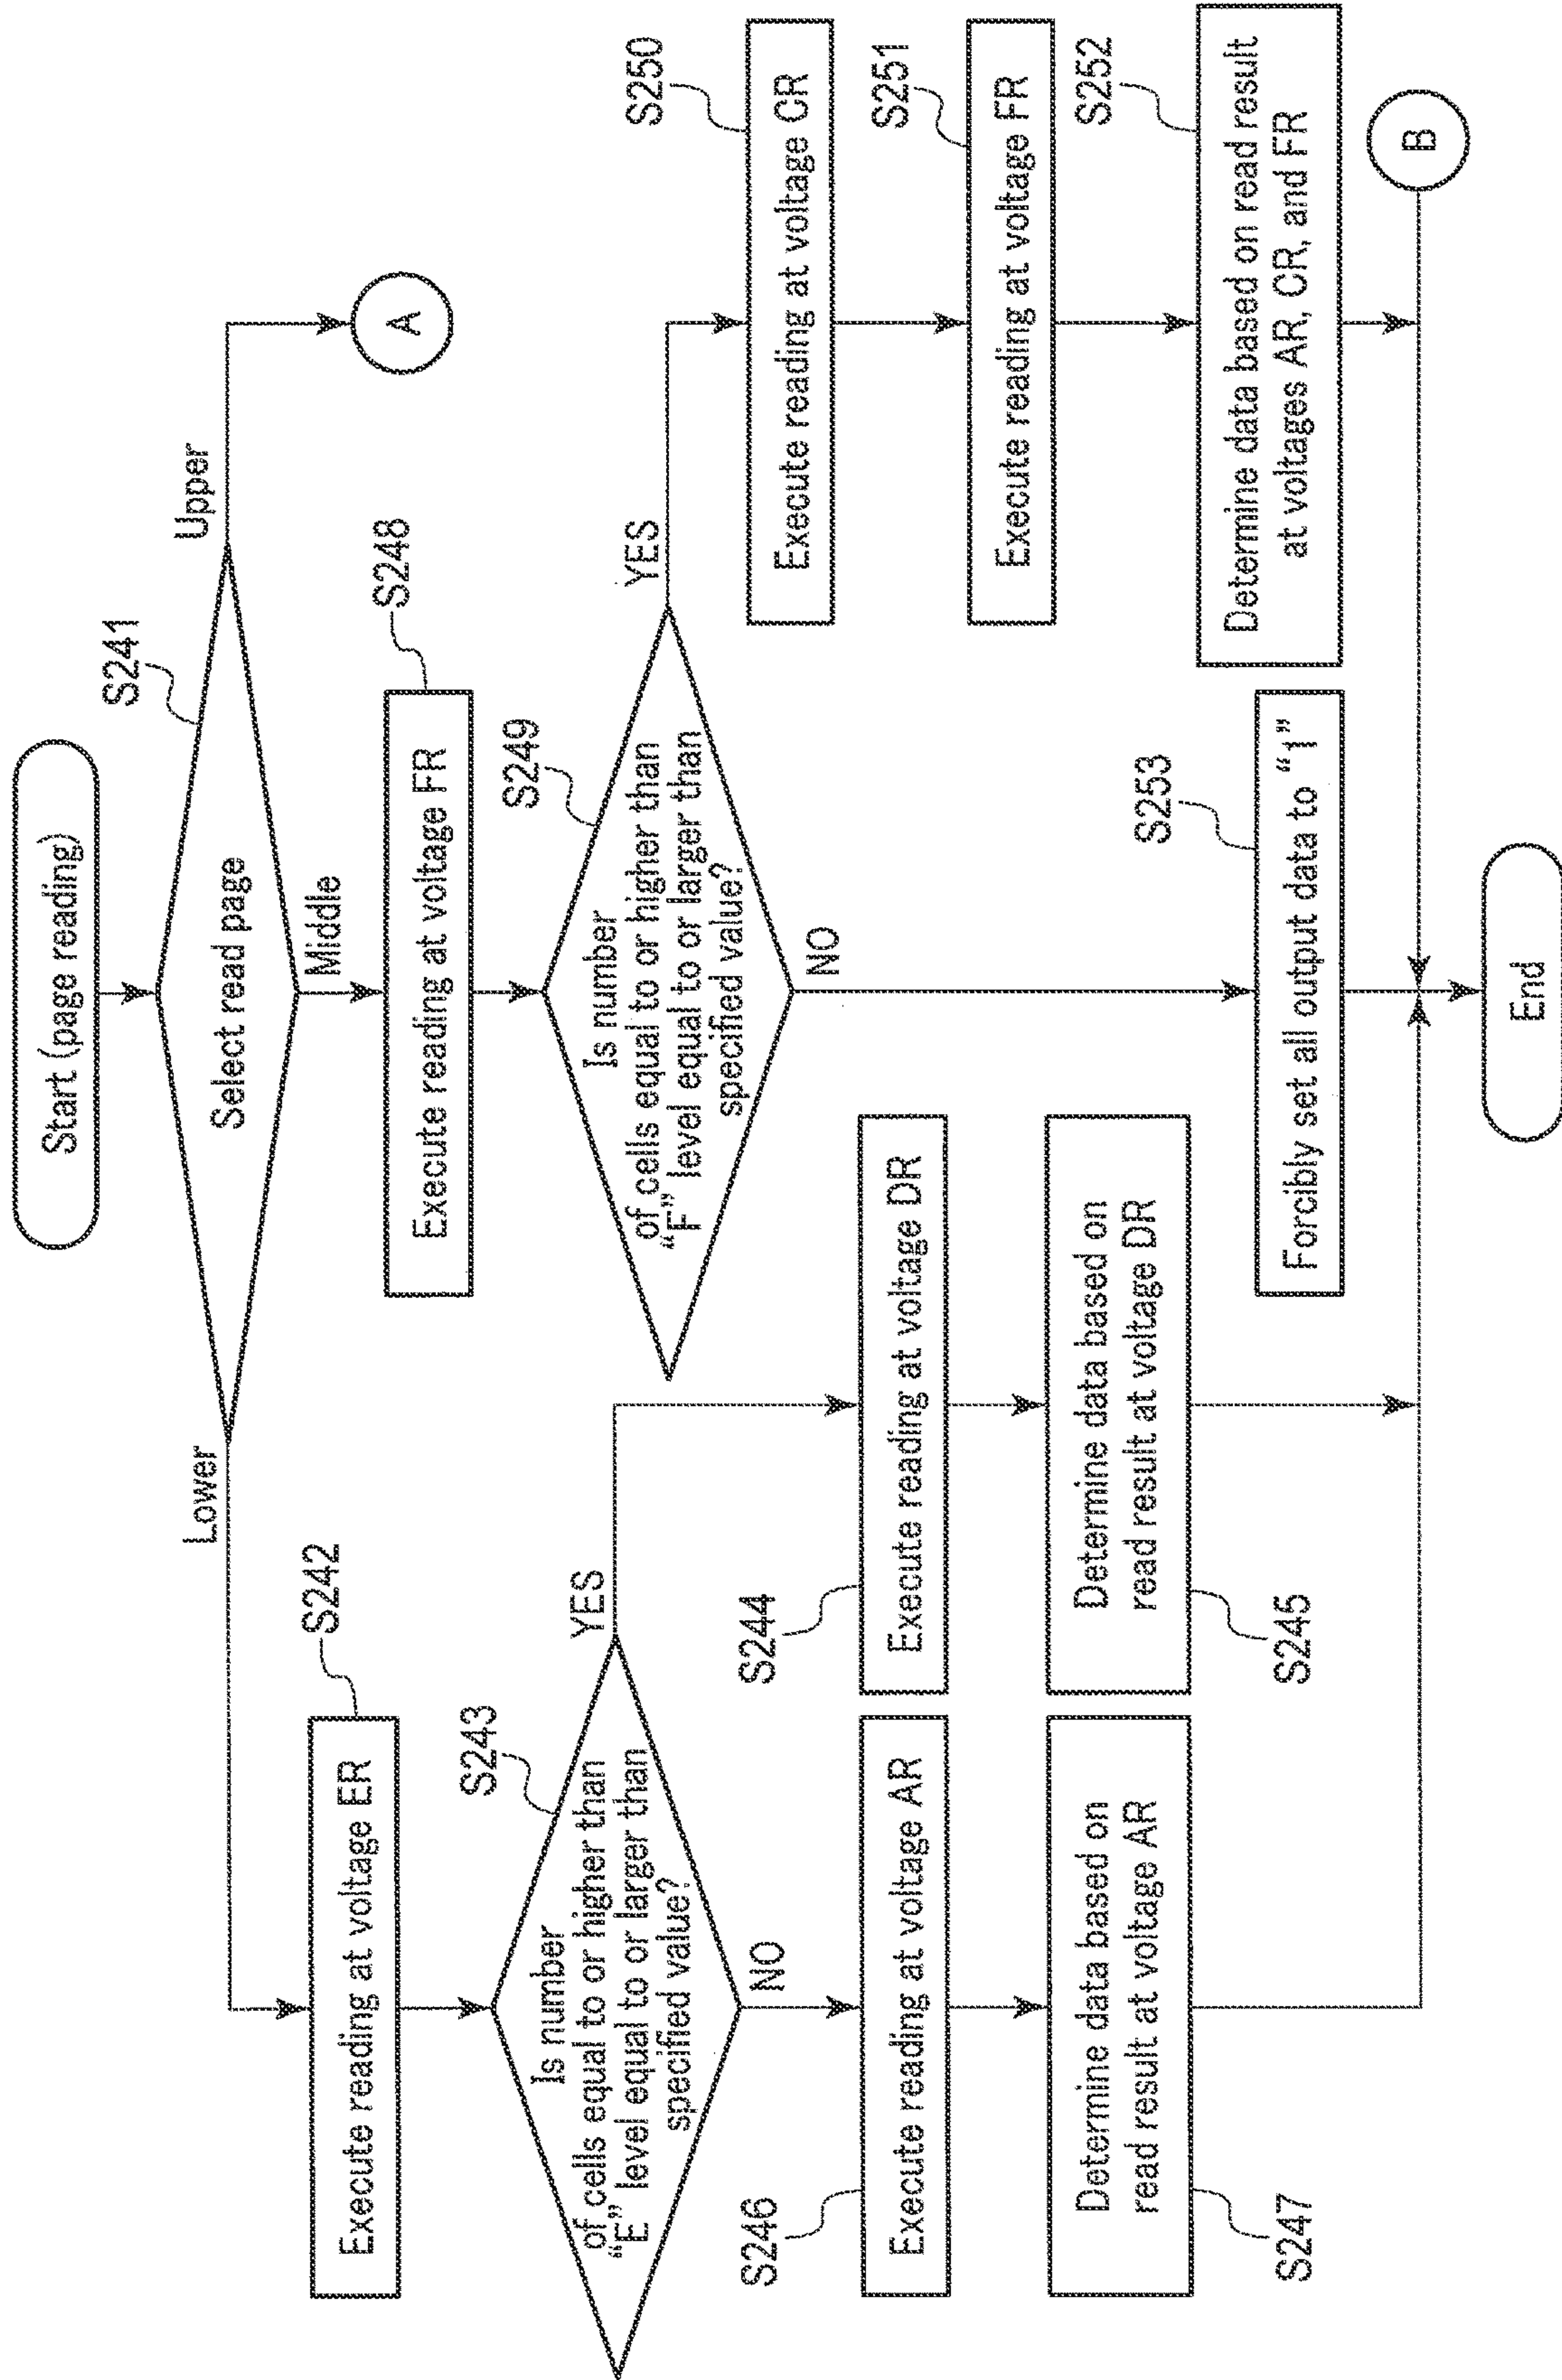 Start (page reading)
S241
Select read page
Lower
Middle
Upper
A
S242
Execute reading at voltage ER
S243
Is number
of cells equal to or higher than
“E” level equal to or larger than
specified value?
YES
NO
S244
Execute reading at voltage DR
S245
Determine data based on
read result at voltage DR
S246
Execute reading at voltage AR
S247
Determine data based on
read result at voltage AR
S248
Execute reading at voltage FR
S249
Is number
of cells equal to or higher than
“F” level equal to or larger than
specified value?
YES
NO
S250
Execute reading at voltage CR
S251
Execute reading at voltage FR
S252
Determine data based on read result
at voltages AR, CR, and FR
S253
Forcibly set all output data to “1”
B
End